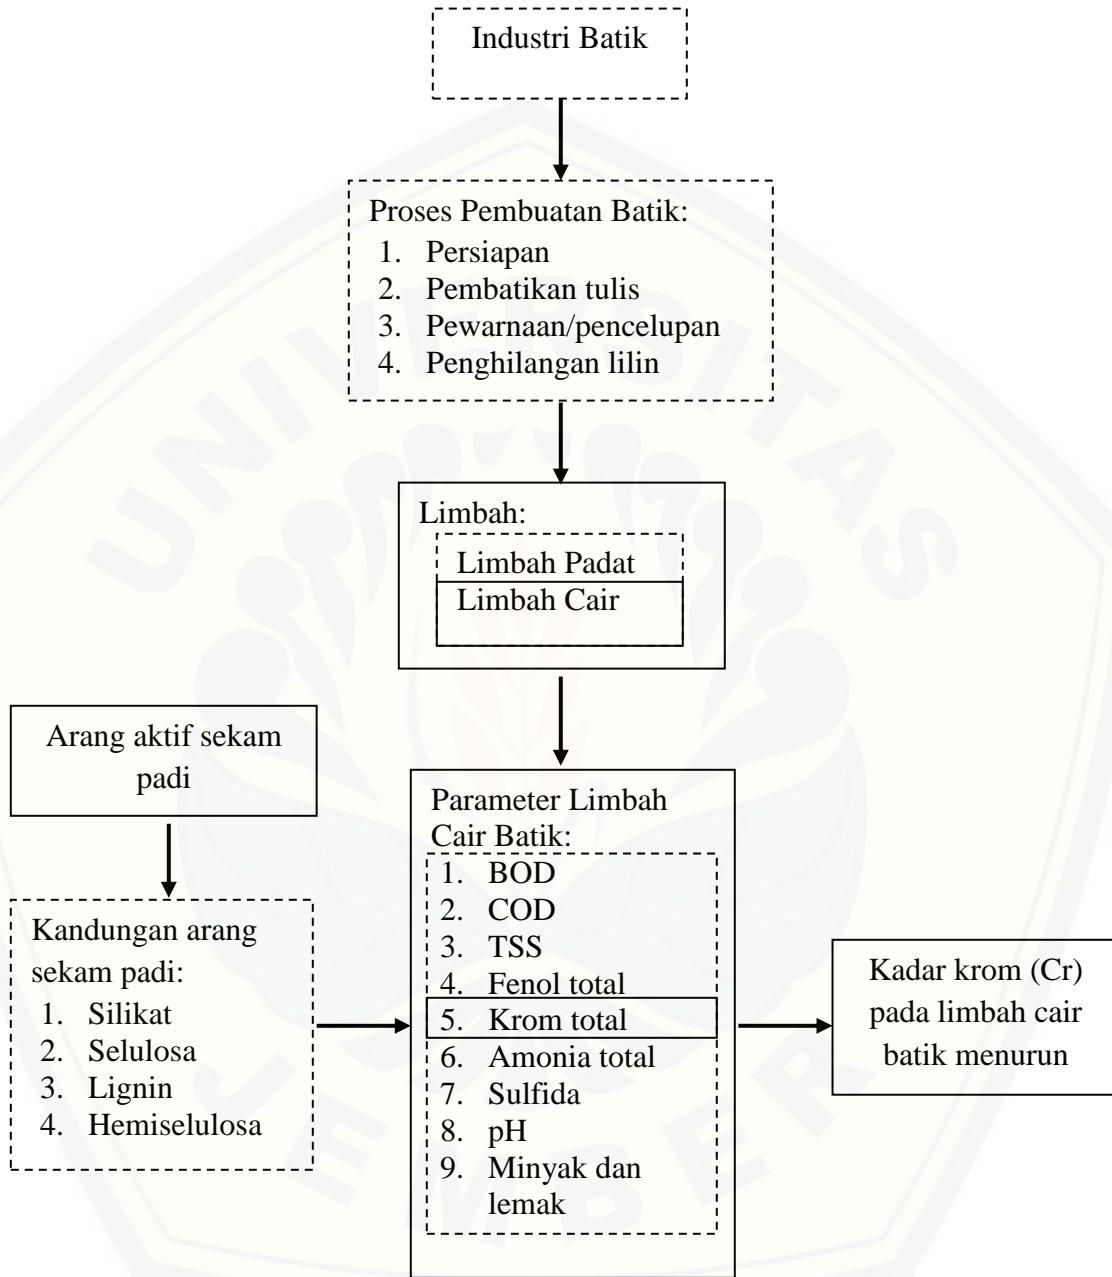 Industri Batik
Proses Pembuatan Batik:
1. Persiapan
2. Pembatikan tulis
3. Pewarnaan/pencelupan
4. Penghilangan lilin
Limbah:
Limbah Padat
Limbah Cair
Arang aktif sekam
padi
Kandungan arang
sekam padi:
1. Silikat
2. Selulosa
3. Lignin
4. Hemiselulosa
Parameter Limbah
Cair Batik:
1. BOD
2. COD
3. TSS
4. Fenol total
5. Krom total
6. Amonia total
7. Sulfida
8. pH
9. Minyak dan
lemak
Kadar krom (Cr)
pada limbah cair
batik menurun
UNIVERSITAS
JEMBER